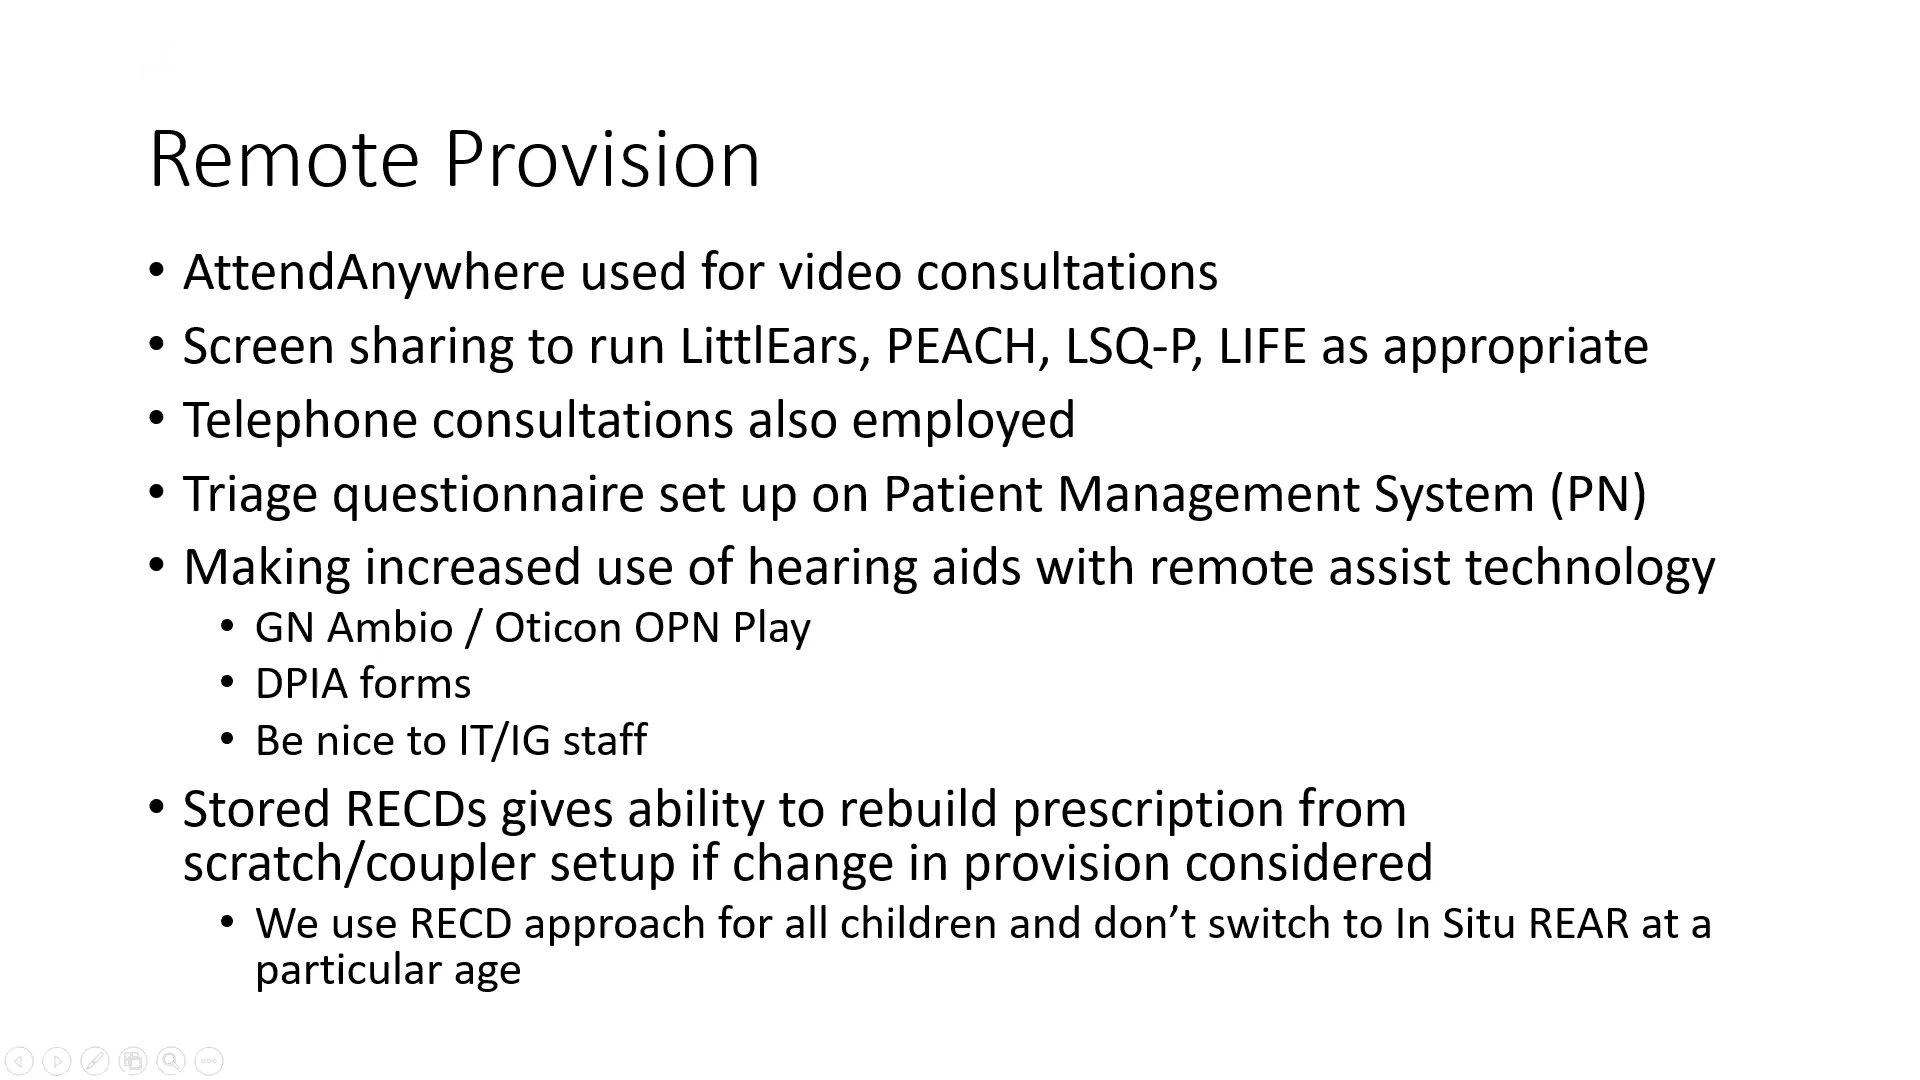 Remote Provision
• AttendAnywhere used for video consultations
• Screen sharing to run LittlEars, PEACH, LSQ-P, LIFE as appropriate
• Telephone consultations also employed
• Triage questionnaire set up on Patient Management System (PN)
• Making increased use of hearing aids with remote assist technology
• GN Ambio / Oticon OPN Play
• DPIA forms
• Be nice to IT/IG staff
• Stored RECDs gives ability to rebuild prescription from
scratch/coupler setup if change in provision considered
• We use RECD approach for all children and don’t switch to In Situ REAR at a
particular age